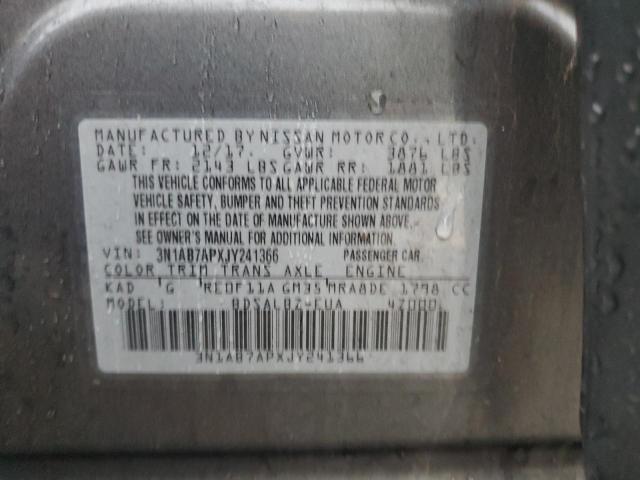 MANUFACTURED BY NISSAN MOTOR CO., LTD.
DATE: 12/17. GVWR: 3876 LBS
GAWR FR: 2143 LBS GAWR RR: 1881 LBS
THIS VEHICLE CONFORMS TO ALL APPLICABLE FEDERAL MOTOR
VEHICLE SAFETY, BUMPER AND THEFT PREVENTION STANDARDS
IN EFFECT ON THE DATE OF MANUFACTURE SHOWN ABOVE.
SEE OWNER'S MANUAL FOR ADDITIONAL INFORMATION.
VIN: 3N1AB7APXJY241366 PASSENGER CAR
COLOR TRIM TRANS AXLE ENGINE
KAD G RE0F11A GM35 MRA8DE 1798 CC
BDSALBZ-EUA 47000
3N1AB7APXJY241366